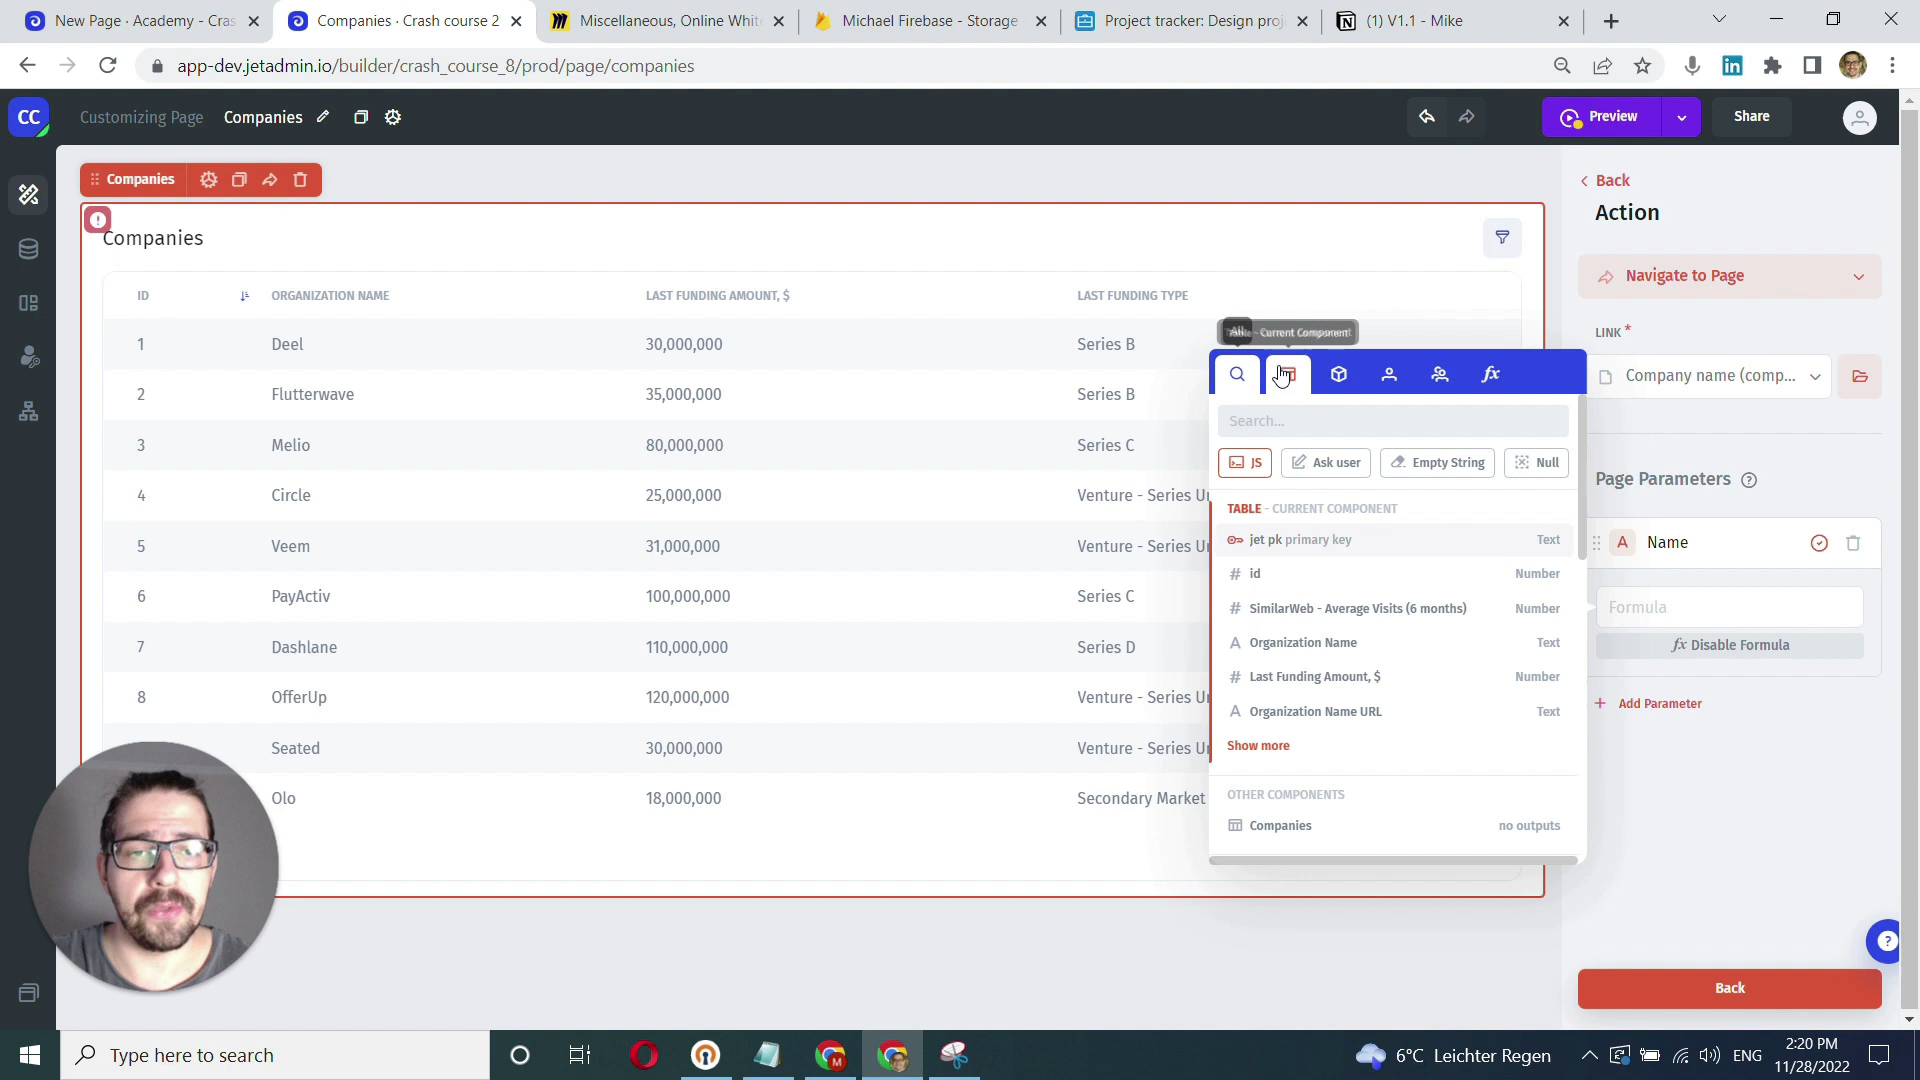 New Page · Academy - Cras
Companies · Crash course 2
Miscellaneous, Online Whit
Michael Firebase - Storage
Project tracker: Design proj
(1) V1.1 - Mike
app-dev.jetadmin.io/builder/crash_course_8/prod/page/companies
CC
Customizing Page
Companies
Preview
Share
Companies
Back
Action
Companies
Navigate to Page
ID
ORGANIZATION NAME
LAST FUNDING AMOUNT, $
LAST FUNDING TYPE
LINK *
Table - Current Component
1 Deel 30,000,000 Series B
Company name (comp...
fx
2 Flutterwave 35,000,000 Series B
Search...
3 Melio 80,000,000 Series C
JS
Ask user
Empty String
Null
Page Parameters ?
4 Circle 25,000,000 Venture - Series Un
TABLE - CURRENT COMPONENT
5 Veem 31,000,000 Venture - Series Un
jet pk primary key Text
A Name
# id Number
6 PayActiv 100,000,000 Series C
# SimilarWeb - Average Visits (6 months) Number
Formula
7 Dashlane 110,000,000 Series D
A Organization Name Text
fx Disable Formula
8 OfferUp 120,000,000 Venture - Series Un
# Last Funding Amount, $ Number
A Organization Name URL Text
+ Add Parameter
Seated 30,000,000 Venture - Series Un
Show more
Olo 18,000,000 Secondary Market
OTHER COMPONENTS
Companies no outputs
?
Back
Type here to search
6°C Leichter Regen
ENG
2:20 PM
11/28/2022